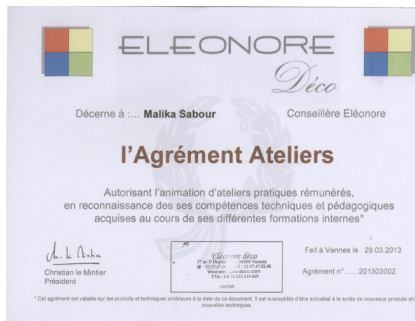 ELEONORE
Déco
Décerne à :... Malika Sabour Conseillère Eléonore
l'Agrément Ateliers
Autorisant l'animation d'ateliers pratiques rémunérés,
en reconnaissance des ses compétences techniques et pédagogiques
acquises au cours de ses différentes formations internes*
Christian le Mintier
Président
Eléonore déco
Vannes
cachet
Fait à Vannes le 29.03.2013
Agrément n°......201303002
* Cet agrément est valable sur les produits et techniques antérieurs à la date de ce document. Il est susceptible d'être actualisé à la sortie de nouveaux produits et
nouvelles techniques.